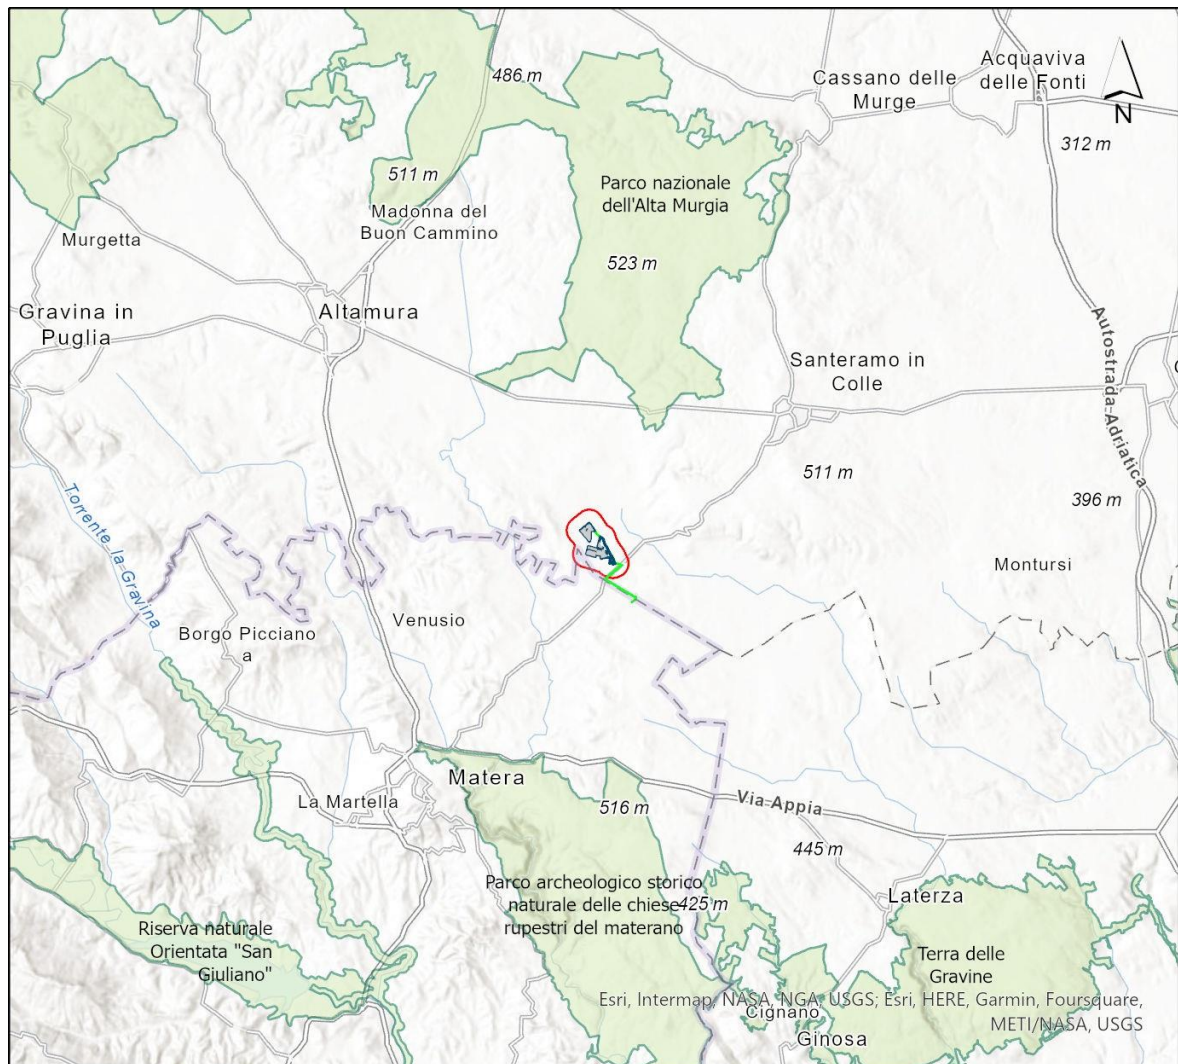 486 m
Acquaviva
delle Fonti
Cassano delle
Murge
N
312 m
511 m
Parco nazionale
dell'Alta Murgia
Madonna del
Buon Cammino
Murgetta
523 m
Gravina in
Puglia
Altamura
Autostrada Adriatica
Santeramo in
Colle
511 m
396 m
Torrente la Gravina
Montursi
Venusio
Borgo Picciano
a
Matera
La Martella
516 m
Via Appia
445 m
Parco archeologico storico
naturale delle chiese
rupestri del materano
425 m
Laterza
Riserva naturale
Orientata "San
Giuliano"
Terra delle
Gravine
Esri, Intermap, NASA, NGA, USGS; Esri, HERE, Garmin, Foursquare,
METI/NASA, USGS
Cignano
Ginosa